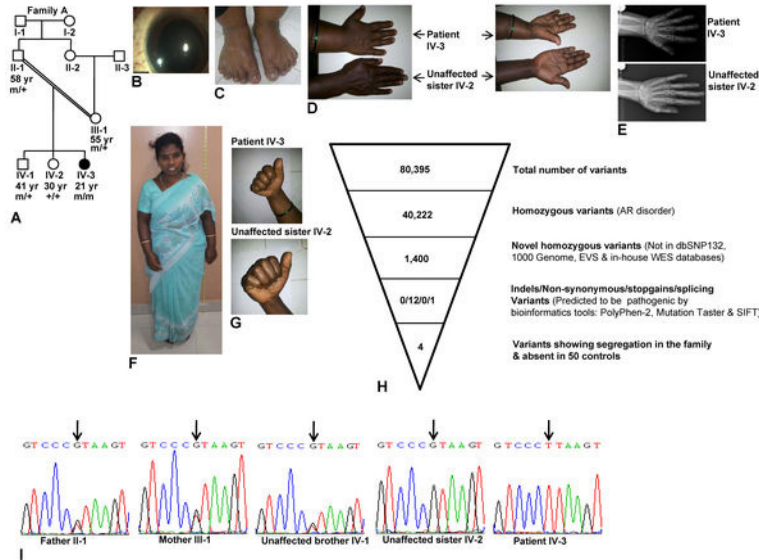 Family A
I-1 I-2
II-1 II-2 II-3
58 yr
m/+
III-1
55 yr
m/+
IV-1 IV-2 IV-3
41 yr 30 yr 21 yr
m/+ +/+ m/m
A
B
C
D
Patient
IV-3
Unaffected
sister IV-2
E
Patient
IV-3
Unaffected
sister IV-2
F
Patient IV-3
Unaffected sister IV-2
G
80,395 Total number of variants
40,222 Homozygous variants (AR disorder)
1,400 Novel homozygous variants (Not in dbSNP132,
1000 Genome, EVS & in-house WES databases)
0/12/0/1 Indels/Non-synonymous/stopgains/splicing
Variants (Predicted to be pathogenic by
bioinformatics tools: PolyPhen-2, Mutation Taster & SIFT)
4 Variants showing segregation in the family
& absent in 50 controls
H
GTCCCGTAAGT GTCCCGTAAGT GTCCCGTAAGT GTCCCGTAAGT GTCCCTTAAGT
Father II-1 Mother III-1 Unaffected brother IV-1 Unaffected sister IV-2 Patient IV-3
I